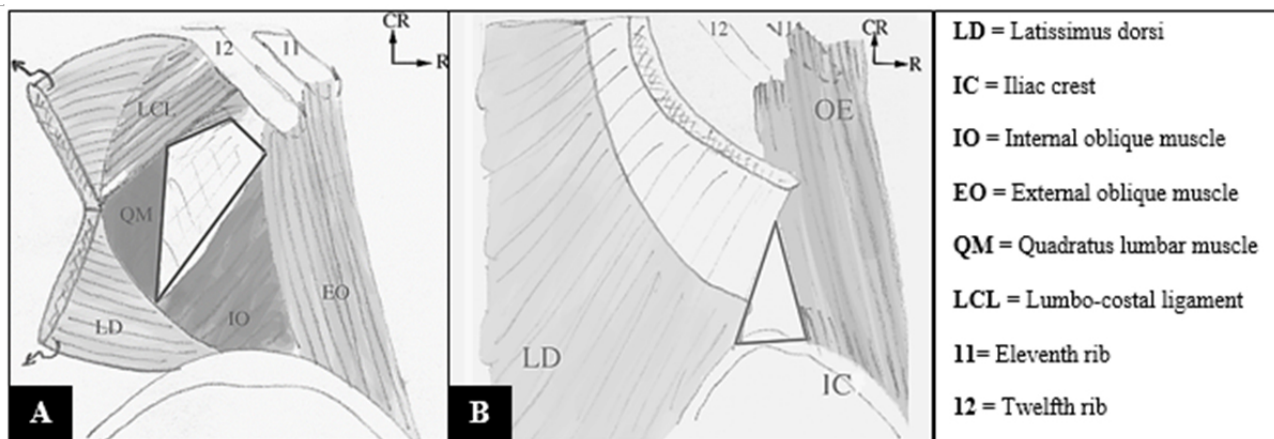 CR
R
12
11
LCL
QM
EO
IO
LD
A
CR
R
12
11
OE
LD
IC
B
LD = Latissimus dorsi
IC = Iliac crest
IO = Internal oblique muscle
EO = External oblique muscle
QM = Quadratus lumbar muscle
LCL = Lumbo-costal ligament
11= Eleventh rib
12 = Twelfth rib